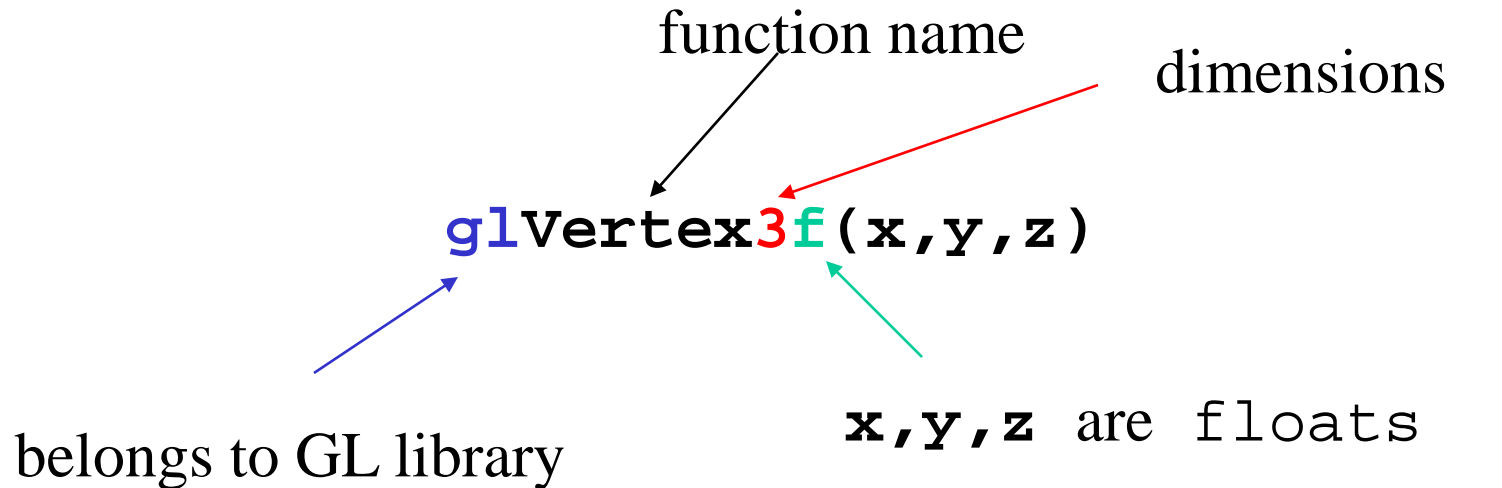 function name
dimensions
glVertex3f(x,y,z)
x,y,z are floats
belongs to GL library